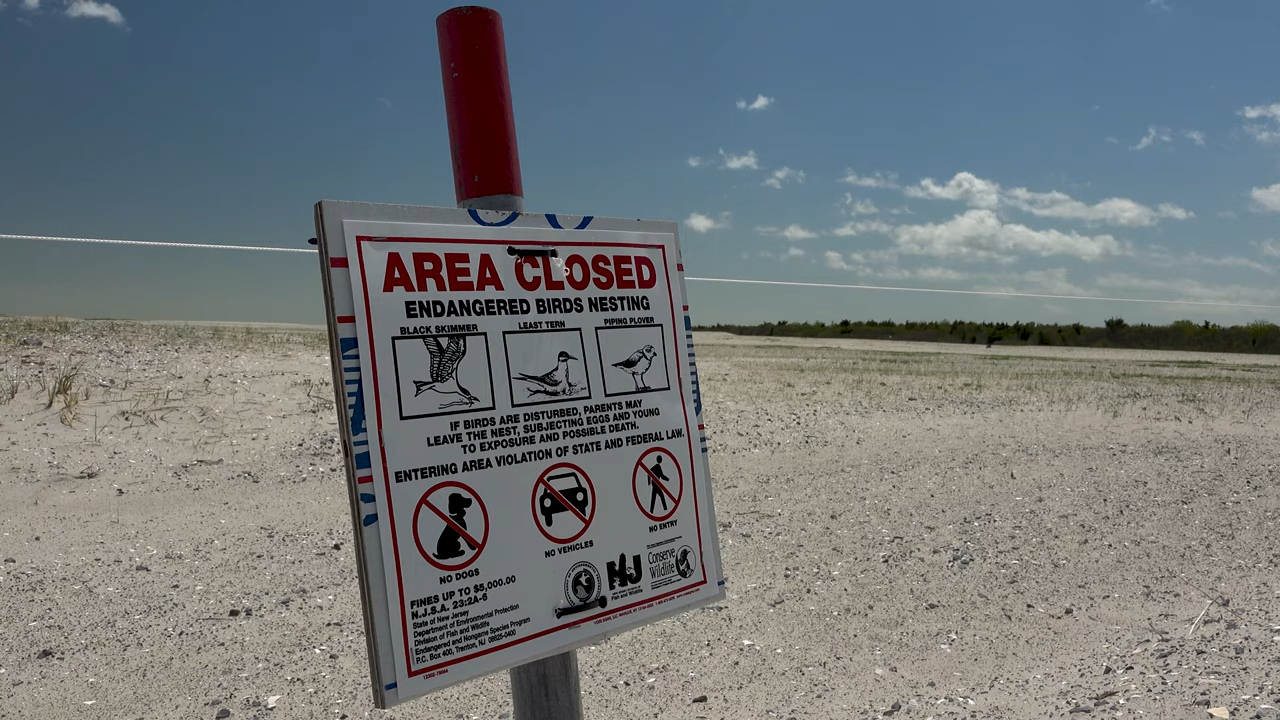 AREA CLOSED
ENDANGERED BIRDS NESTING
BLACK SKIMMER
LEAST TERN
PIPING PLOVER
IF BIRDS ARE DISTURBED, PARENTS MAY
LEAVE THE NEST, SUBJECTING EGGS AND YOUNG
TO EXPOSURE AND POSSIBLE DEATH.
ENTERING AREA VIOLATION OF STATE AND FEDERAL LAW.
NO DOGS
NO VEHICLES
NO ENTRY
FINES UP TO $5,000.00
N.J.S.A. 23:2A-6
State of New Jersey
Department of Environmental Protection
Division of Fish and Wildlife
Endangered and Nongame Species Program
P.C. Box 400, Trenton, NJ 08625-0400
NJ
Fish and Wildlife
Conserve
Wildlife